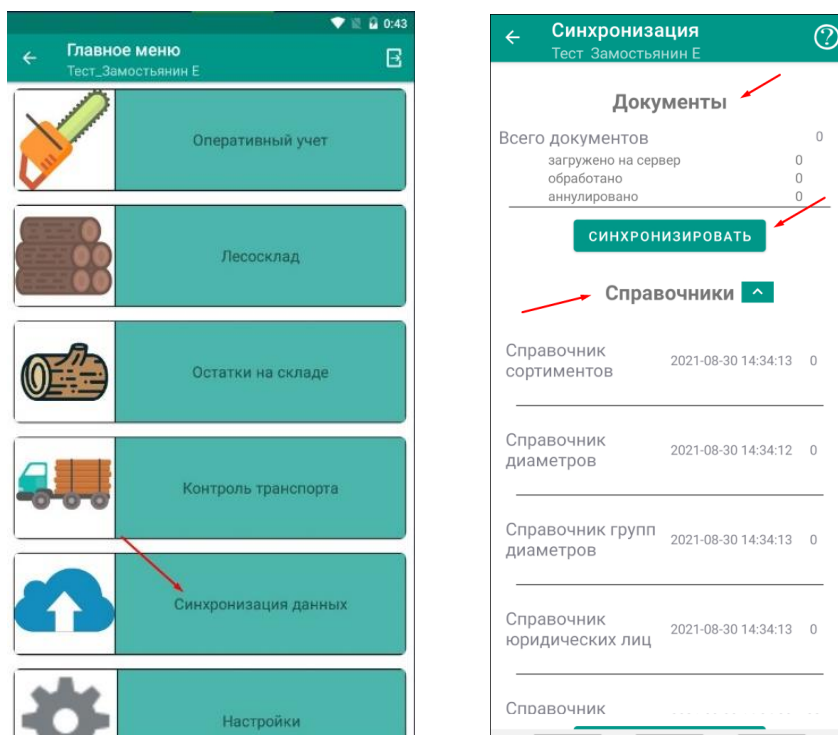 0:43
Главное меню
Тест_Замостьянин Е
Оперативный учет
Лесосклад
Остатки на складе
Контроль транспорта
Синхронизация данных
Настройки
Синхронизация
Тест Замостьянин Е
?
Документы
Всего документов 0
загружено на сервер 0
обработано 0
аннулировано 0
СИНХРОНИЗИРОВАТЬ
Справочники
Справочник
сортиментов 2021-08-30 14:34:13 0
Справочник
диаметров 2021-08-30 14:34:12 0
Справочник групп
диаметров 2021-08-30 14:34:13 0
Справочник
юридических лиц 2021-08-30 14:34:13 0
Справочник